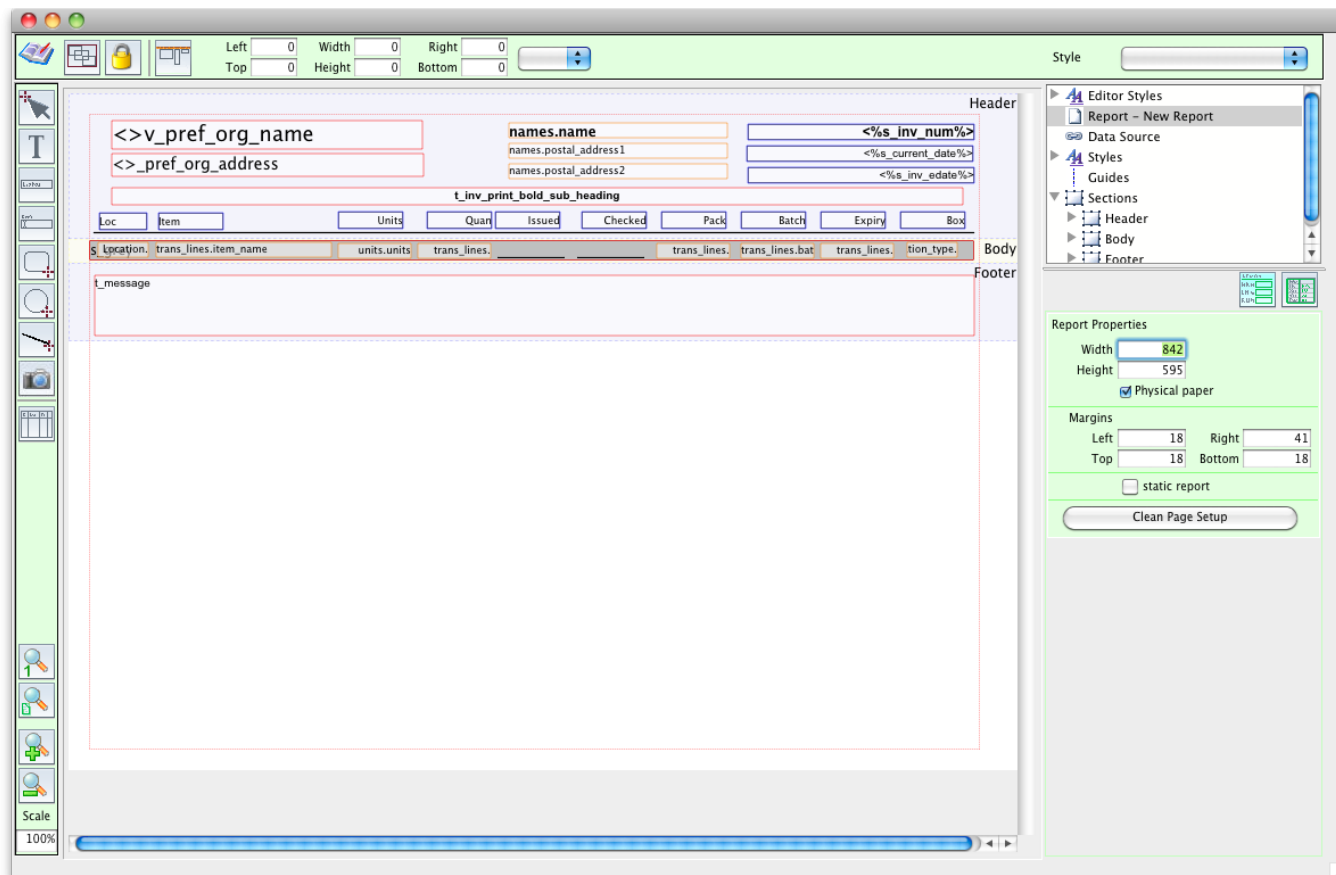 Left 0 Width 0 Right 0
Top 0 Height 0 Bottom 0
Style
Header
<>v_pref_org_name
<>_pref_org_address
names.name
names.postal_address1
names.postal_address2
<%s_inv_num%>
<%s_current_date%>
<%s_inv_edate%>
t_inv_print_bold_sub_heading
Loc Item Units Quan Issued Checked Pack Batch Expiry Box
Location. trans_lines.item_name units.units trans_lines. trans_lines. trans_lines.bat trans_lines. tion_type. Body
Footer
t_message
T
1
Scale
100%
Editor Styles
Report – New Report
Data Source
Styles
Guides
Sections
Header
Body
Footer
Report Properties
Width 842
Height 595
Physical paper
Margins
Left 18 Right 41
Top 18 Bottom 18
static report
Clean Page Setup